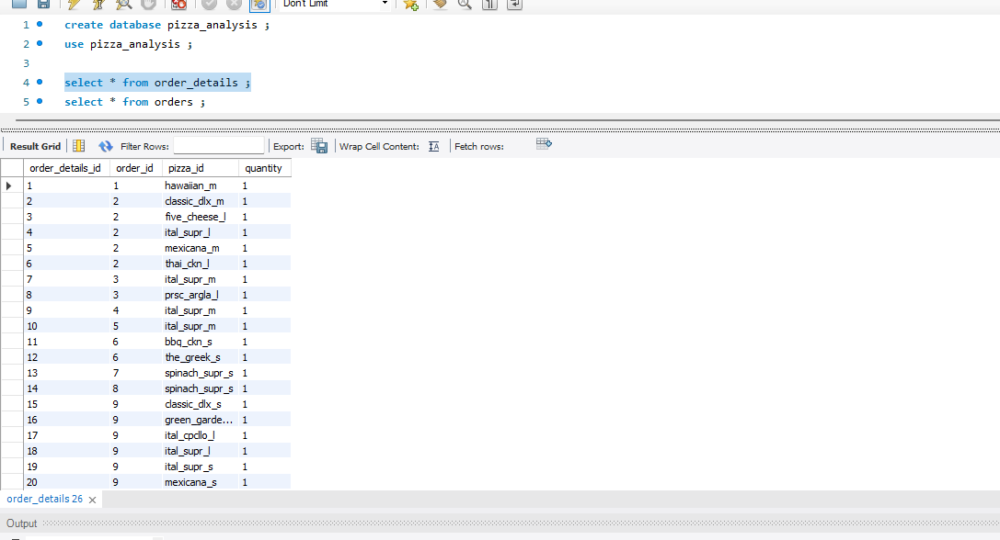 Don't Limit
1 create database pizza_analysis ;
2 use pizza_analysis ;
3
4 select * from order_details ;
5 select * from orders ;
Result Grid Filter Rows: Export: Wrap Cell Content: Fetch rows:
order_details_id order_id pizza_id quantity
1 1 hawaiian_m 1
2 2 classic_dlx_m 1
3 2 five_cheese_l 1
4 2 ital_supr_l 1
5 2 mexicana_m 1
6 2 thai_ckn_l 1
7 3 ital_supr_m 1
8 3 prsc_argla_l 1
9 4 ital_supr_m 1
10 5 ital_supr_m 1
11 6 bbq_ckn_s 1
12 6 the_greek_s 1
13 7 spinach_supr_s 1
14 8 spinach_supr_s 1
15 9 classic_dlx_s 1
16 9 green_garde... 1
17 9 ital_cpcllo_l 1
18 9 ital_supr_l 1
19 9 ital_supr_s 1
20 9 mexicana_s 1
order_details 26
Output